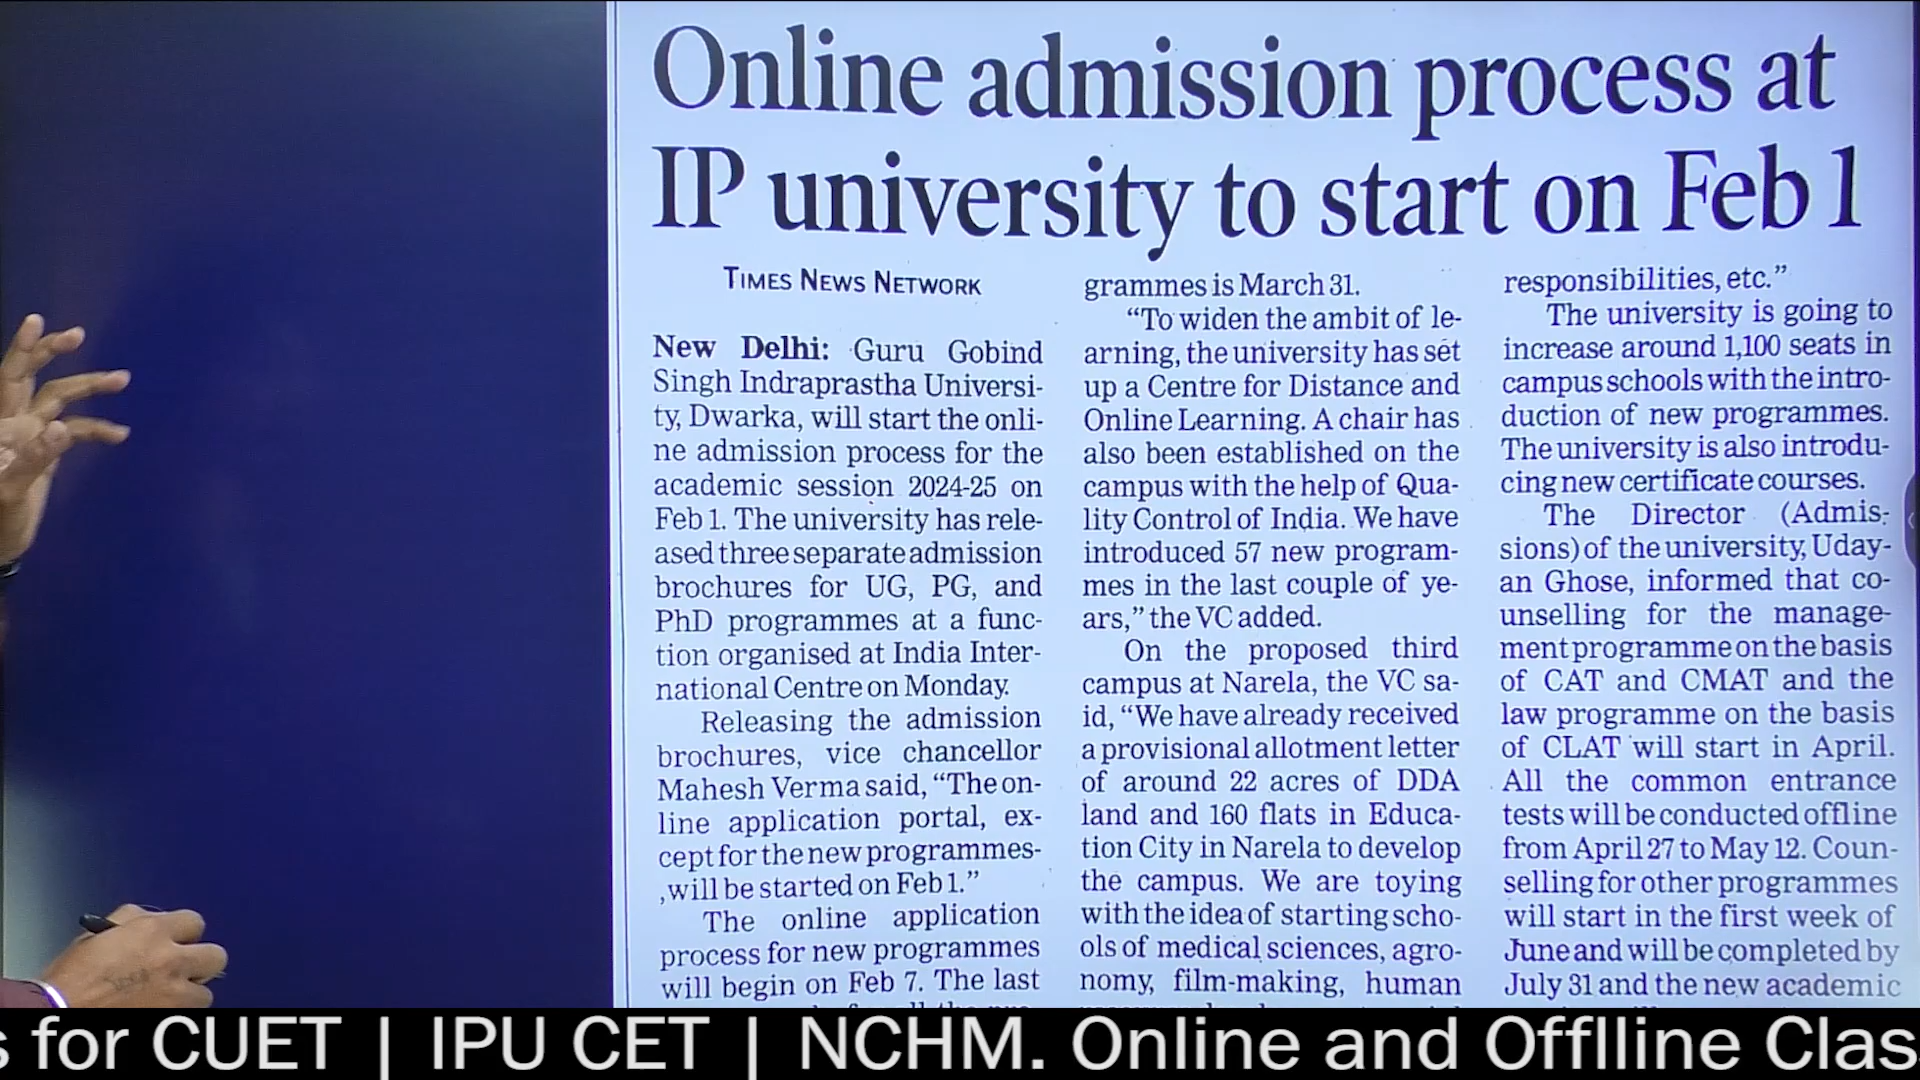 Online admission process at
IP university to start on Feb 1
TIMES NEWS NETWORK
New Delhi: Guru Gobind
Singh Indraprastha Universi-
ty, Dwarka, will start the onli-
ne admission process for the
academic session 2024-25 on
Feb 1. The university has rele-
ased three separate admission
brochures for UG, PG, and
PhD programmes at a func-
tion organised at India Inter-
national Centre on Monday.
Releasing the admission
brochures, vice chancellor
Mahesh Verma said, “The on-
line application portal, ex-
cept for the new programmes-
,will be started on Feb 1.”
The online application
process for new programmes
will begin on Feb 7. The last
grammes is March 31.
“To widen the ambit of le-
arning, the university has set
up a Centre for Distance and
Online Learning. A chair has
also been established on the
campus with the help of Qua-
lity Control of India. We have
introduced 57 new program-
mes in the last couple of ye-
ars,” the VC added.
On the proposed third
campus at Narela, the VC sa-
id, “We have already received
a provisional allotment letter
of around 22 acres of DDA
land and 160 flats in Educa-
tion City in Narela to develop
the campus. We are toying
with the idea of starting scho-
ols of medical sciences, agro-
nomy, film-making, human
responsibilities, etc.”
The university is going to
increase around 1,100 seats in
campus schools with the intro-
duction of new programmes.
The university is also introdu-
cing new certificate courses.
The Director (Admis-
sions) of the university, Uday-
an Ghose, informed that co-
unselling for the manage-
ment programme on the basis
of CAT and CMAT and the
law programme on the basis
of CLAT will start in April.
All the common entrance
tests will be conducted offline
from April 27 to May 12. Coun-
selling for other programmes
will start in the first week of
June and will be completed by
July 31 and the new academic
s for CUET | IPU CET | NCHM. Online and Offlline Clas